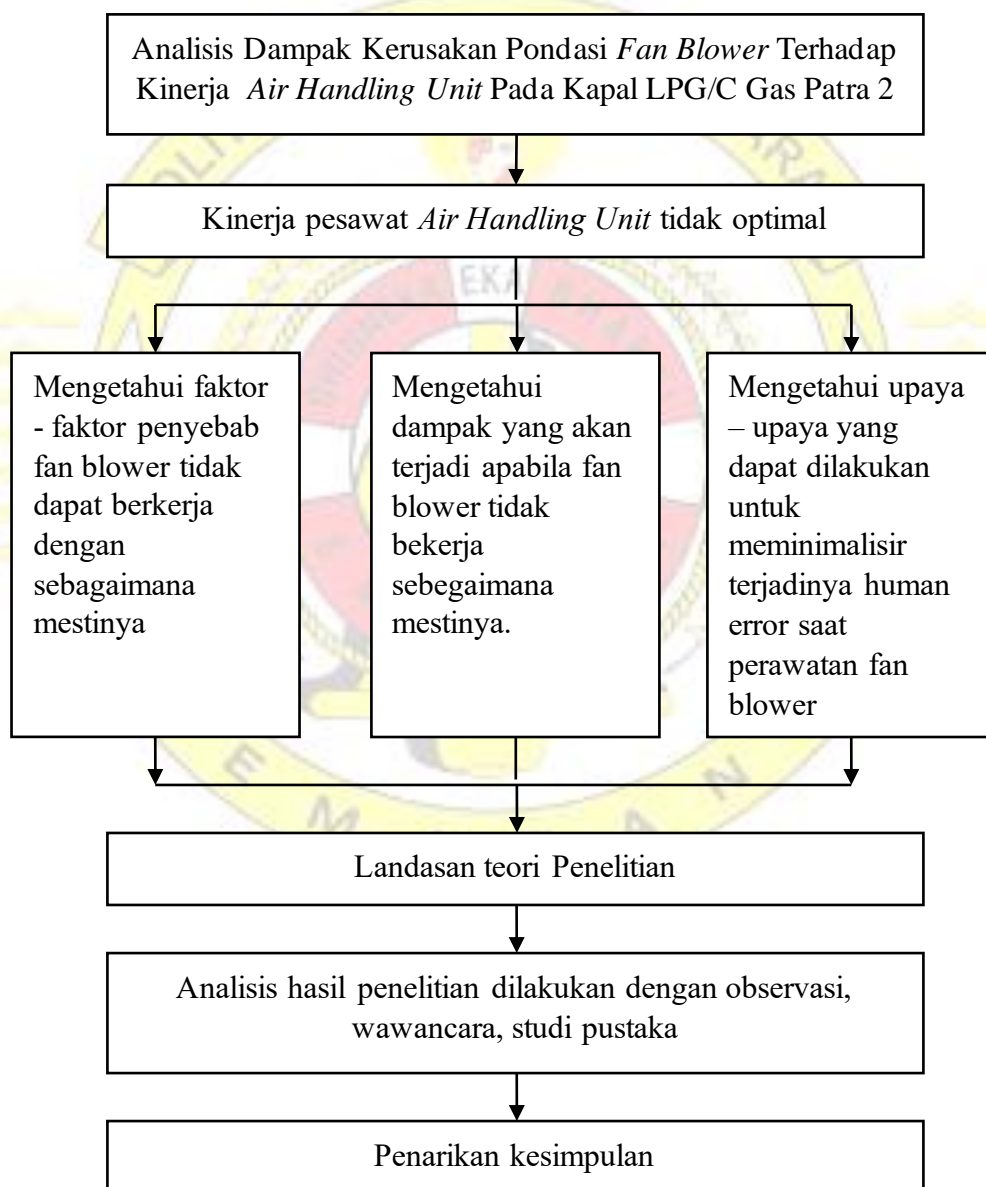 Analisis Dampak Kerusakan Pondasi Fan Blower Terhadap
Kinerja Air Handling Unit Pada Kapal LPG/C Gas Patra 2
Kinerja pesawat Air Handling Unit tidak optimal
EKA
Mengetahui faktor
- faktor penyebab
fan blower tidak
dapat berkerja
dengan
sebagaimana
mestinya
Mengetahui
dampak yang akan
terjadi apabila fan
blower tidak
bekerja
sebegaimana
mestinya.
Mengetahui upaya
– upaya yang
dapat dilakukan
untuk
meminimalisir
terjadinya human
error saat
perawatan fan
blower
Landasan teori Penelitian
Analisis hasil penelitian dilakukan dengan observasi,
wawancara, studi pustaka
Penarikan kesimpulan